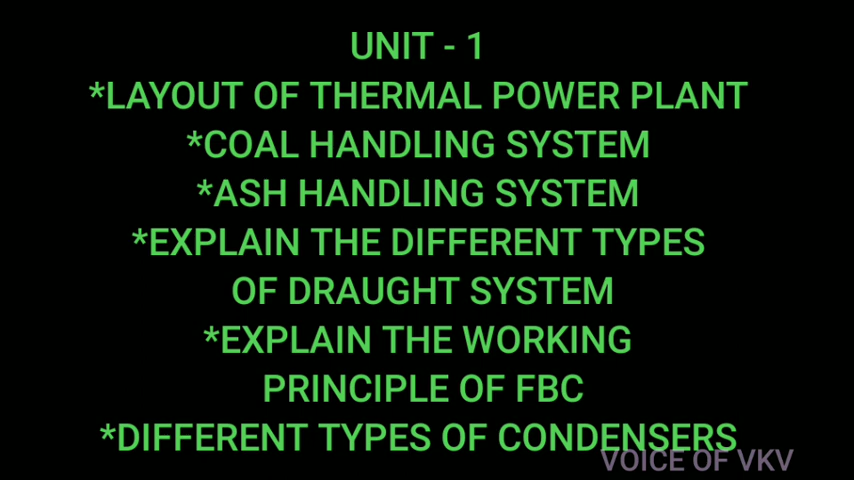 UNIT - 1
*LAYOUT OF THERMAL POWER PLANT
*COAL HANDLING SYSTEM
*ASH HANDLING SYSTEM
*EXPLAIN THE DIFFERENT TYPES
OF DRAUGHT SYSTEM
*EXPLAIN THE WORKING
PRINCIPLE OF FBC
*DIFFERENT TYPES OF CONDENSERS
VOICE OF VKV